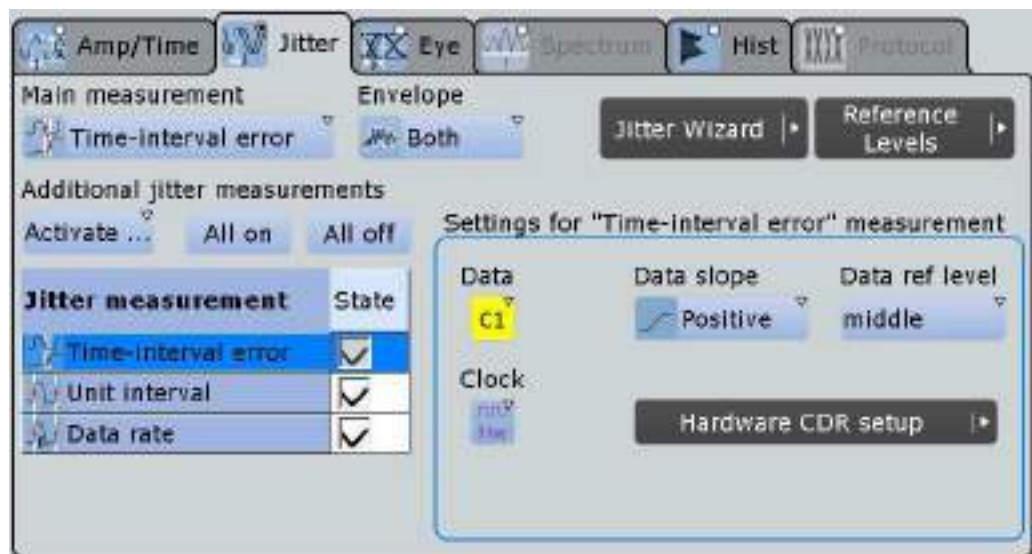 Amp/Time Jitter Eye Spectrum Hist Protocol
Main measurement Envelope
Time-interval error Both Jitter Wizard Reference Levels
Additional jitter measurements
Activate ... All on All off
Settings for "Time-interval error" measurement
Jitter measurement State
Time-interval error
Unit interval
Data rate
Data Data slope Data ref level
C1 Positive middle
Clock
Hardware CDR setup